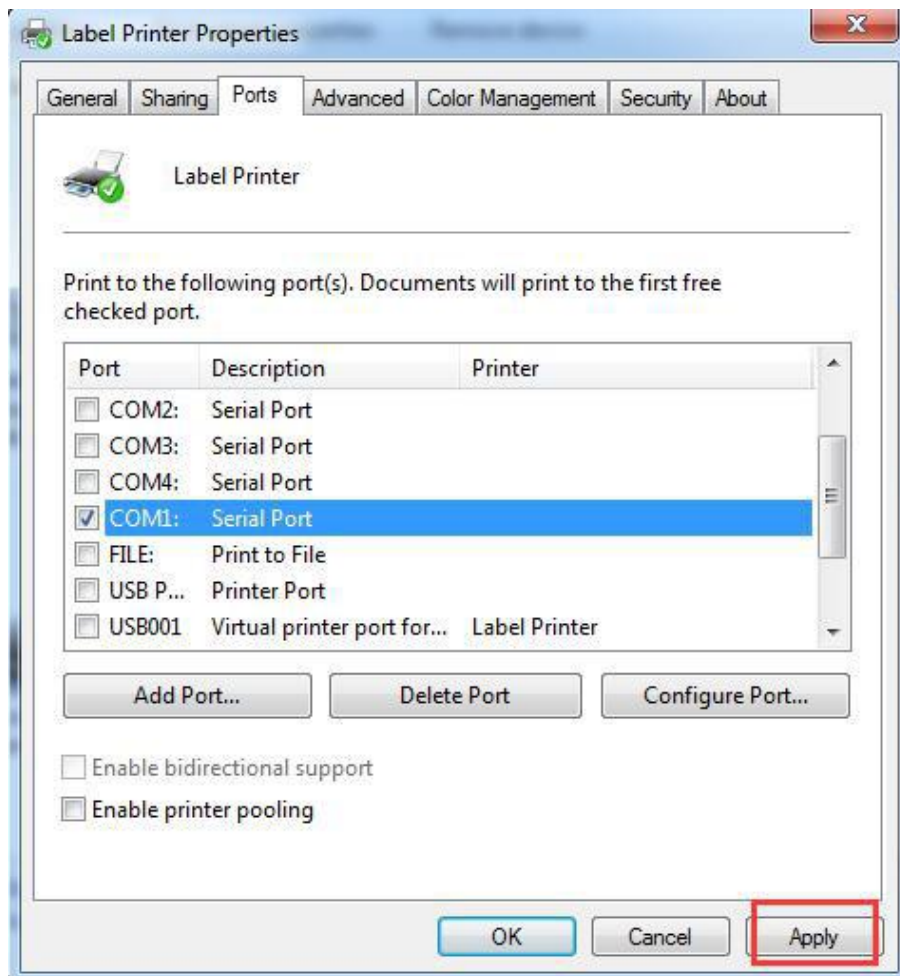 Label Printer Properties
General Sharing Ports Advanced Color Management Security About
Label Printer
Print to the following port(s). Documents will print to the first free
checked port.
Port Description Printer
COM2: Serial Port
COM3: Serial Port
COM4: Serial Port
COM1: Serial Port
FILE: Print to File
USB P... Printer Port
USB001 Virtual printer port for... Label Printer
Add Port... Delete Port Configure Port...
Enable bidirectional support
Enable printer pooling
OK Cancel Apply